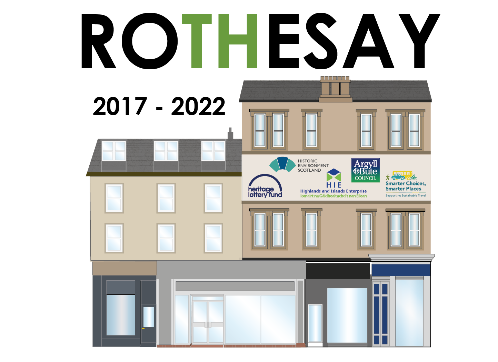 ROTHESAY
2017 - 2022
HISTORIC
ENVIRONMENT
SCOTLAND
Argyll
&Bute
COUNCIL
heritage
lottery fund
HIE
Highlands and Islands Enterprise
Smarter Choices,
Smarter Places